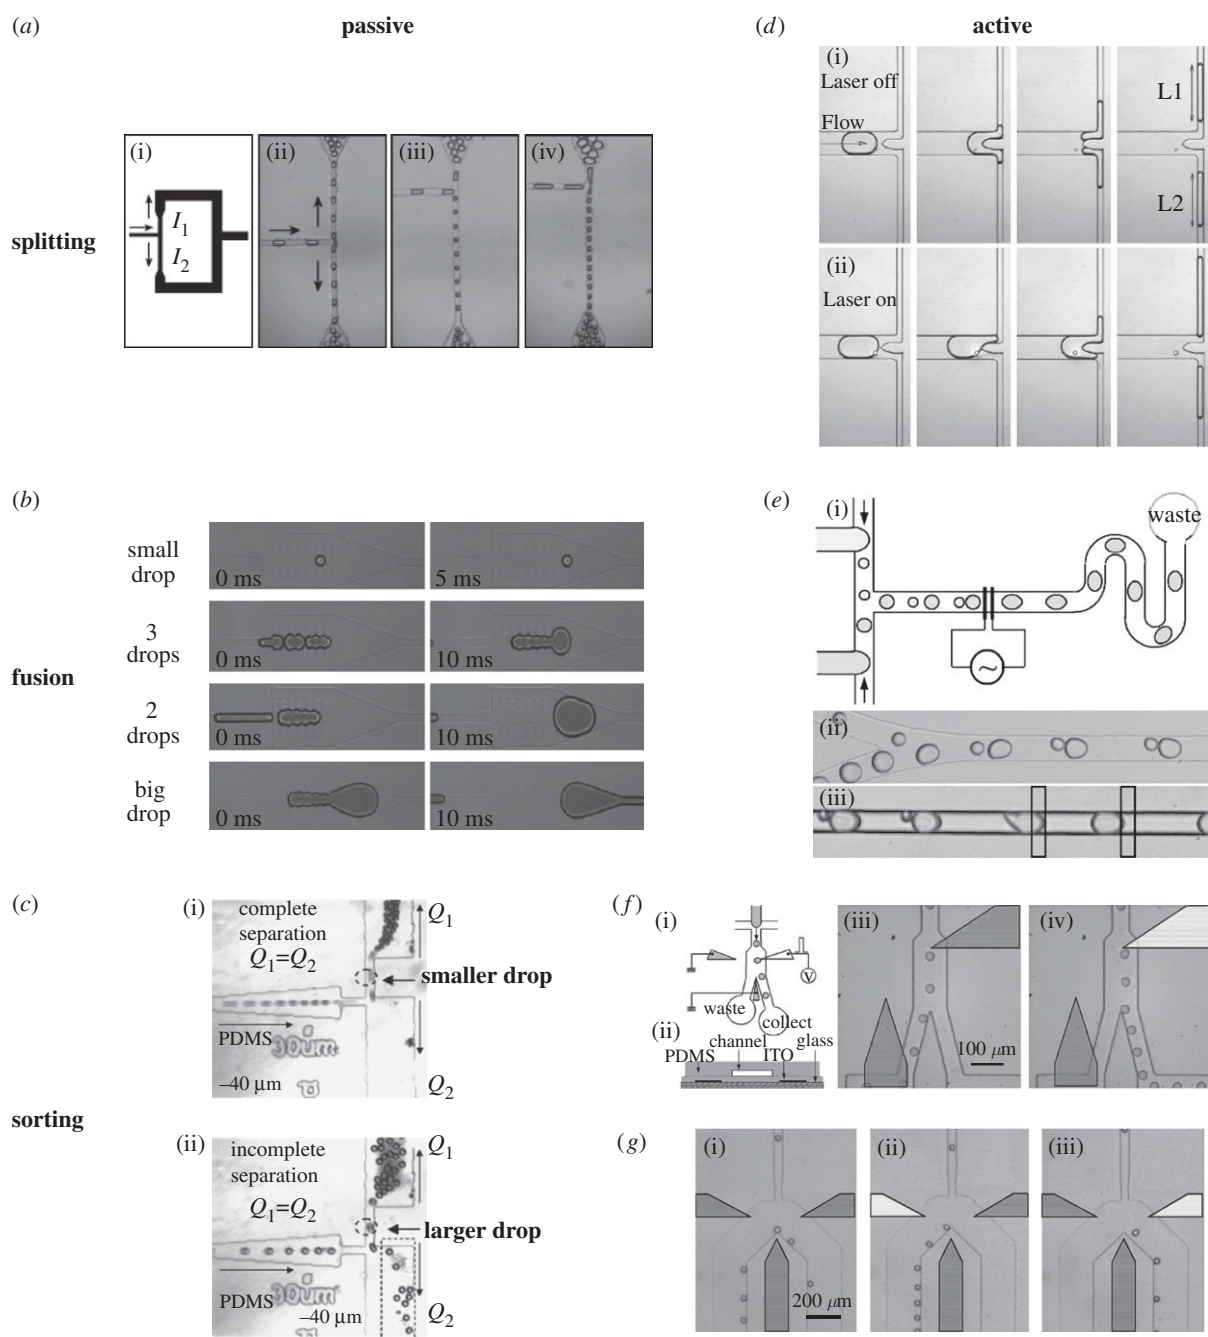 (a)
passive
splitting
(i)
I1
I2
(ii)
(iii)
(iv)
(b)
fusion
small
drop
0 ms
5 ms
3
drops
0 ms
10 ms
2
drops
0 ms
10 ms
big
drop
0 ms
10 ms
(c)
sorting
(i)
complete
separation
Q1=Q2
Q1
smaller drop
PDMS
30um
–40 µm
Q2
(ii)
incomplete
separation
Q1=Q2
Q1
larger drop
PDMS
30um
–40 µm
Q2
active
(d)
(i)
Laser off
Flow
L1
L2
(ii)
Laser on
(e)
(i)
waste
~
(ii)
(iii)
(f)
(i)
V
waste
collect
(ii)
PDMS
channel
ITO
glass
(iii)
100 µm
(iv)
(g)
(i)
200 µm
(ii)
(iii)